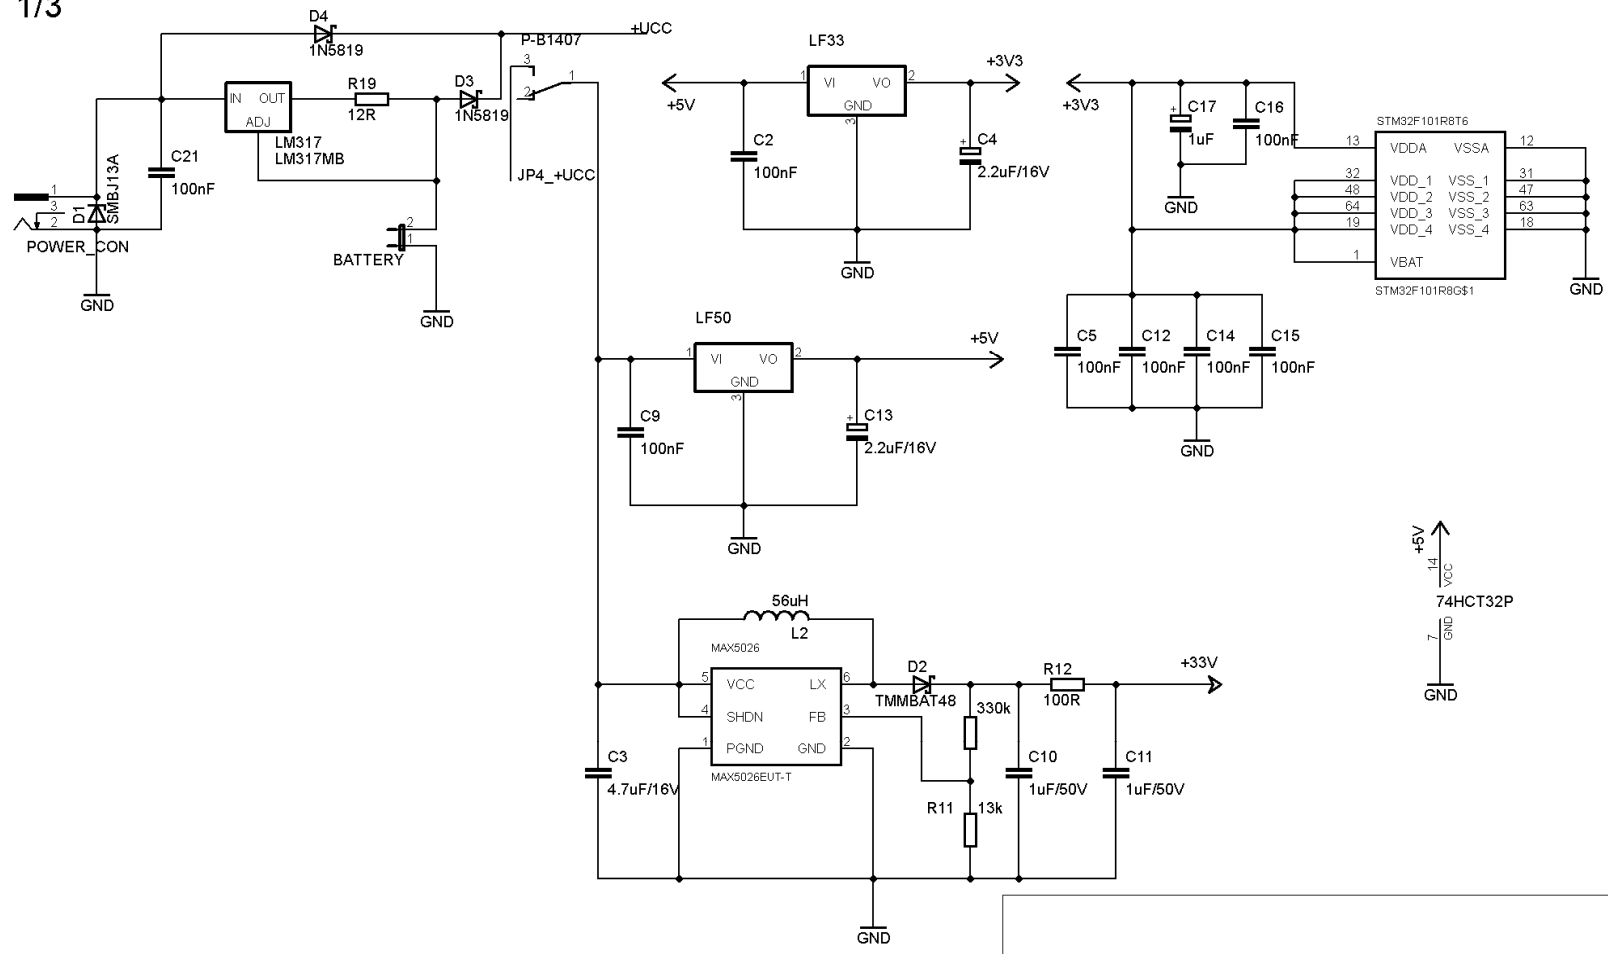 1/3
D4
1N5819
+UCC
P-B1407
3
2
1
JP4_+UCC
IN OUT
ADJ
LM317
LM317MB
R19
12R
D3
1N5819
C21
100nF
1
3
2
D1
SMBJ13A
POWER_CON
GND
2
1
BATTERY
GND
LF33
+5V
1 VI VO 2
GND
3
+3V3
C2
100nF
C4
+
2.2uF/16V
GND
+3V3
C17
+
1uF
C16
100nF
GND
STM32F101R8T6
13 VDDA VSSA 12
32 VDD_1 VSS_1 31
48 VDD_2 VSS_2 47
64 VDD_3 VSS_3 63
19 VDD_4 VSS_4 18
1 VBAT
STM32F101R8G$1
GND
C5
100nF
C12
100nF
C14
100nF
C15
100nF
GND
LF50
1 VI VO 2
GND
3
+5V
C9
100nF
C13
+
2.2uF/16V
GND
+5V
14
VCC
74HCT32P
7
GND
GND
56uH
L2
MAX5026
5 VCC LX 6
4 SHDN FB 3
1 PGND GND 2
MAX5026EUT-T
D2
TMMBAT48
R12
100R
+33V
330k
R11
13k
C3
4.7uF/16V
C10
1uF/50V
C11
1uF/50V
GND